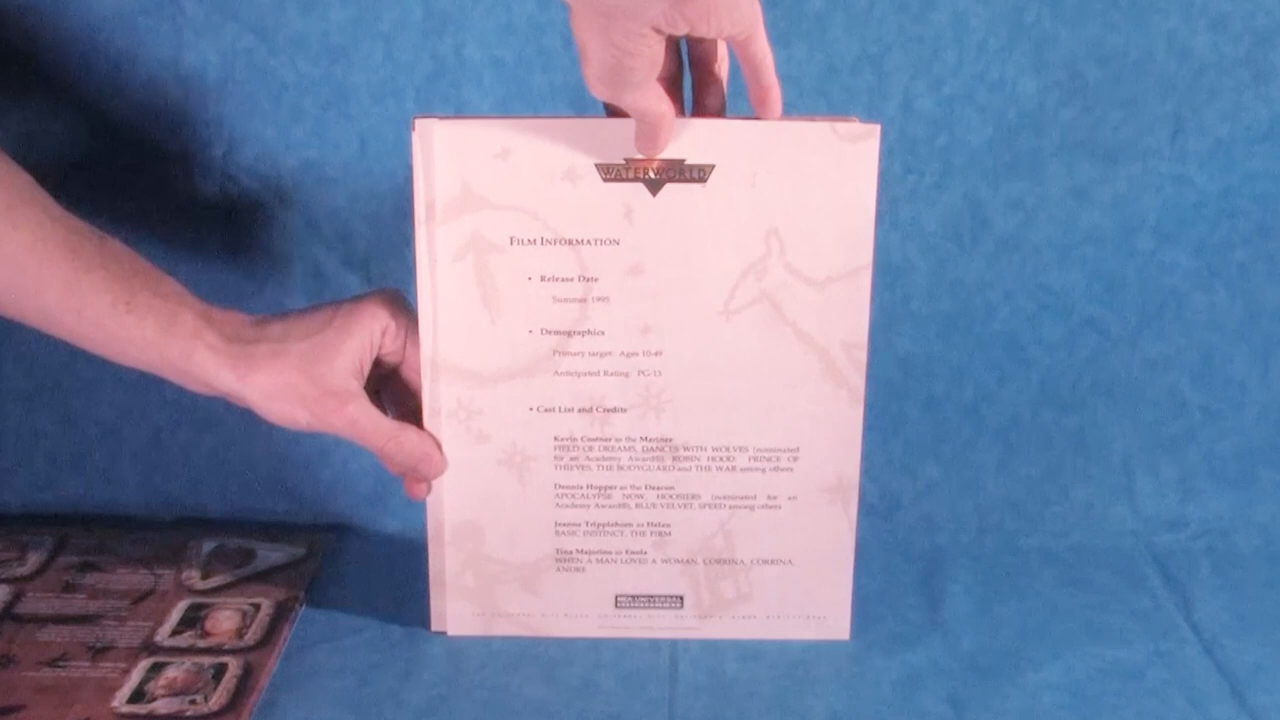 WATERWORLD
FILM INFORMATION
• Release Date
Summer 1995
• Demographics
Primary target: Ages 10-49
Anticipated Rating: PG-13
• Cast List and Credits
Kevin Costner as the Mariner
FIELD OF DREAMS, DANCES WITH WOLVES (nominated
for an Academy Award®), ROBIN HOOD: PRINCE OF
THIEVES, THE BODYGUARD and THE WAR among others
Dennis Hopper as the Deacon
APOCALYPSE NOW, HOOSIERS (nominated for an
Academy Award®), BLUE VELVET, SPEED among others
Jeanne Tripplehorn as Helen
BASIC INSTINCT, THE FIRM
Tina Majorino as Enola
WHEN A MAN LOVES A WOMAN, CORRINA, CORRINA,
ANDRE
MCA/UNIVERSAL